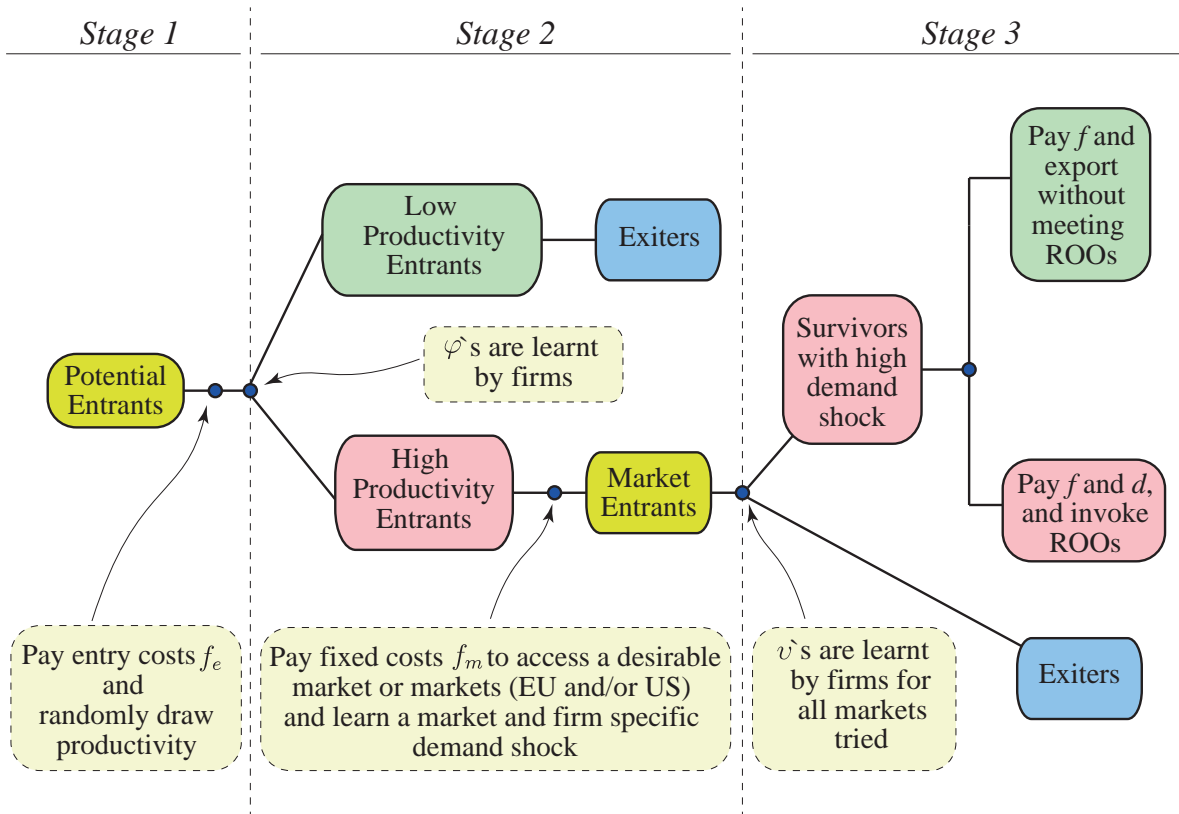 Stage 1
Stage 2
Stage 3
Potential
Entrants
Pay entry costs f_e
and
randomly draw
productivity
Low
Productivity
Entrants
Exiters
φ`s are learnt
by firms
High
Productivity
Entrants
Market
Entrants
Pay fixed costs f_m to access a desirable
market or markets (EU and/or US)
and learn a market and firm specific
demand shock
Survivors
with high
demand
shock
Pay f and
export
without
meeting
ROOs
Pay f and d,
and invoke
ROOs
υ`s are learnt
by firms for
all markets
tried
Exiters